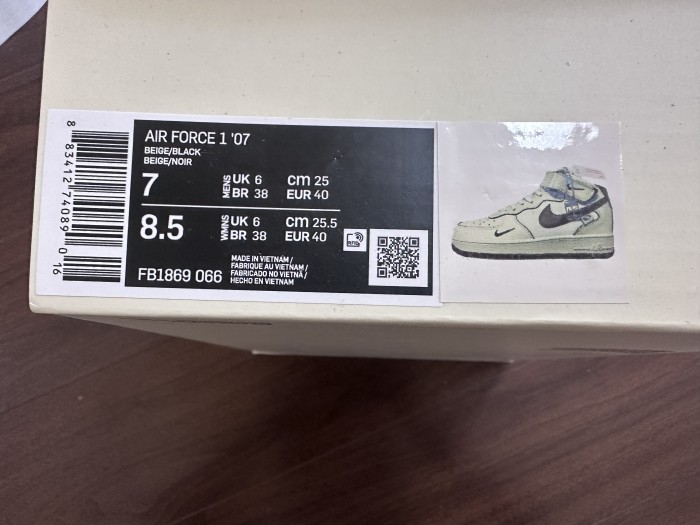 AIR FORCE 1 '07
BEIGE/BLACK
BEIGE/NOIR
7 MENS UK 6 cm 25
BR 38 EUR 40
8.5 WMNS UK 6 cm 25.5
BR 38 EUR 40
FB1869 066
MADE IN VIETNAM /
FABRIQUE AU VIETNAM /
FABRICADO NO VIETNÃ /
HECHO EN VIETNAM
8 83412 74089 0 16